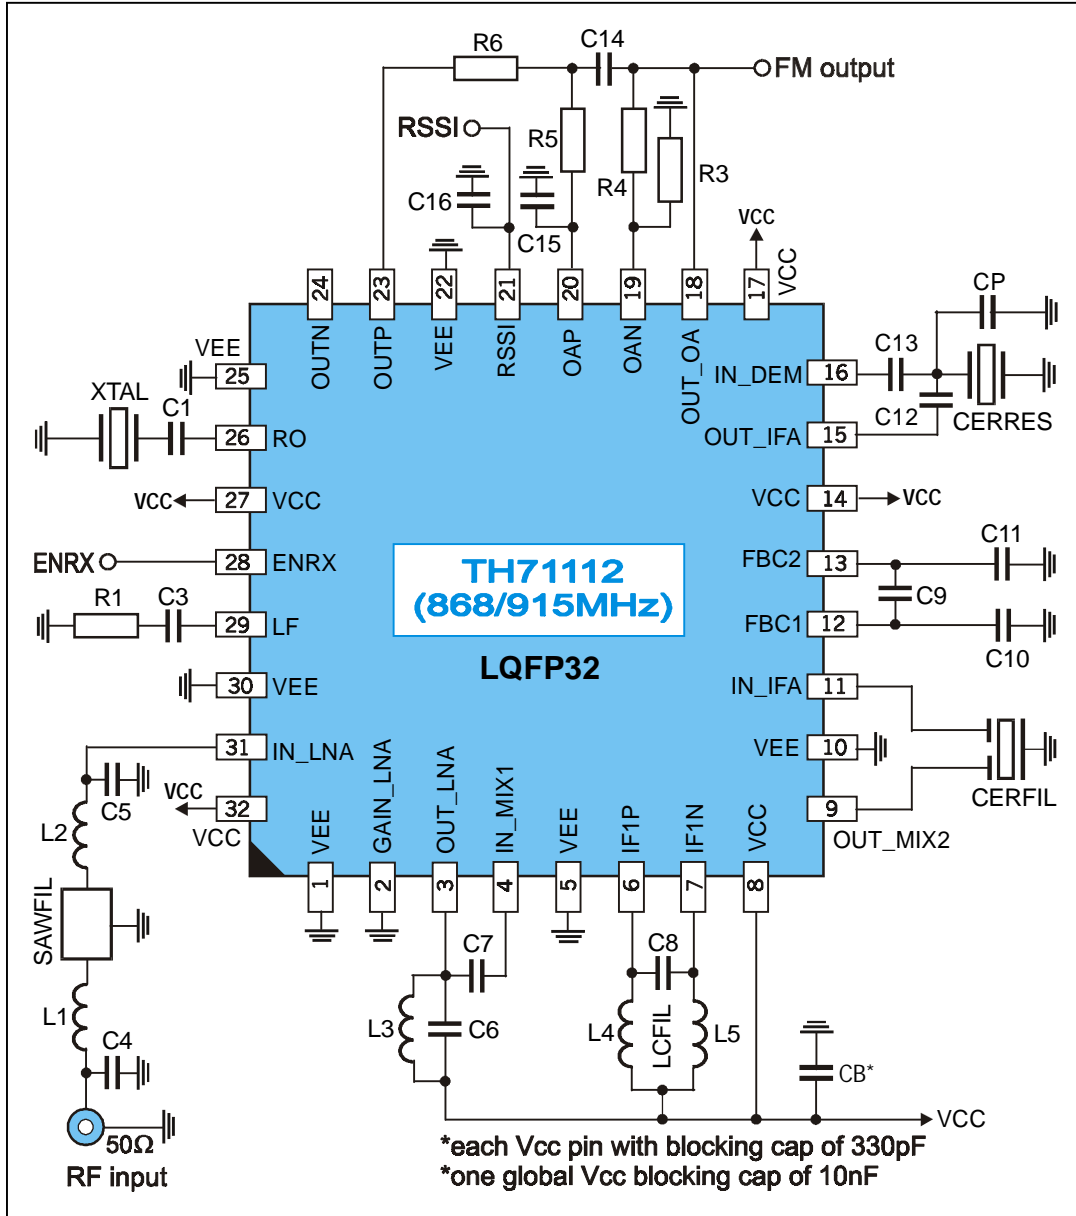 R6
C14
FM output
RSSI
R5
R4
R3
C16
C15
VCC
VCC
24
23
22
21
20
19
18
17
OUTN
OUTP
VEE
RSSI
OAP
OAN
OUT_OA
CP
C13
C12
CERRES
VEE
25
IN_DEM
16
XTAL
C1
26
RO
OUT_IFA
15
VCC
27
VCC
VCC
14
VCC
ENRX
28
ENRX
FBC2
13
C11
C9
R1
C3
29
LF
FBC1
12
C10
TH71112
(868/915MHz)
LQFP32
30
VEE
IN_IFA
11
31
IN_LNA
VEE
10
CERFIL
C5
VCC
32
VCC
9
OUT_MIX2
L2
VEE
GAIN_LNA
OUT_LNA
IN_MIX1
VEE
IF1P
IF1N
VCC
1
2
3
4
5
6
7
8
SAWFIL
C7
C8
L1
C4
L3
C6
L4
LCFIL
L5
CB*
VCC
50Ω
RF input
*each Vcc pin with blocking cap of 330pF
*one global Vcc blocking cap of 10nF